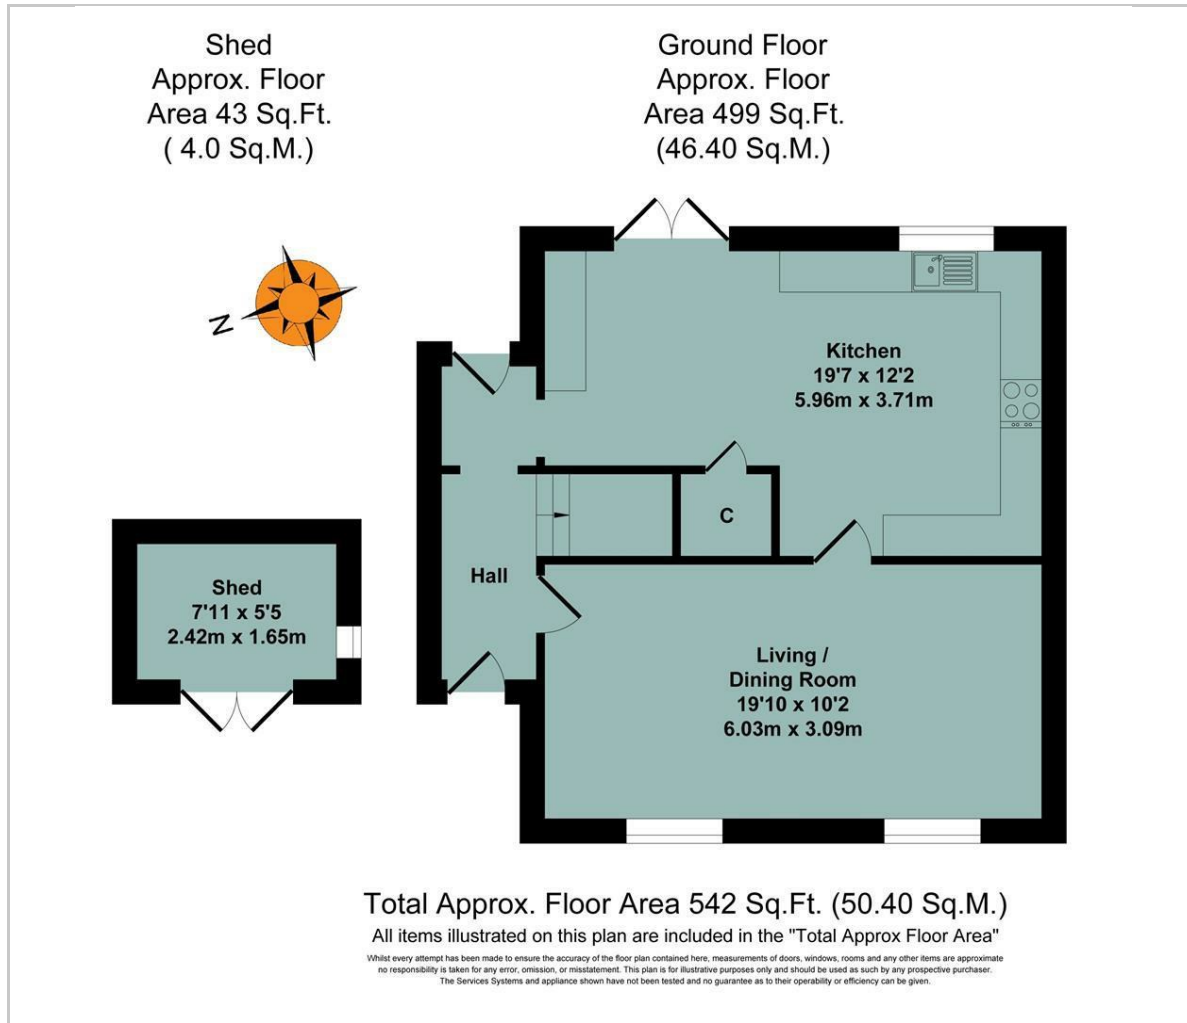 Shed
Approx. Floor
Area 43 Sq.Ft.
( 4.0 Sq.M.)
Ground Floor
Approx. Floor
Area 499 Sq.Ft.
(46.40 Sq.M.)
N
Kitchen
19'7 x 12'2
5.96m x 3.71m
C
Hall
Shed
7'11 x 5'5
2.42m x 1.65m
Living /
Dining Room
19'10 x 10'2
6.03m x 3.09m
Total Approx. Floor Area 542 Sq.Ft. (50.40 Sq.M.)
All items illustrated on this plan are included in the "Total Approx Floor Area"
Whilst every attempt has been made to ensure the accuracy of the floor plan contained here, measurements of doors, windows, rooms and any other items are approximate
no responsibility is taken for any error, omission, or misstatement. This plan is for illustrative purposes only and should be used as such by any prospective purchaser.
The Services Systems and appliance shown have not been tested and no guarantee as to their operability or efficiency can be given.